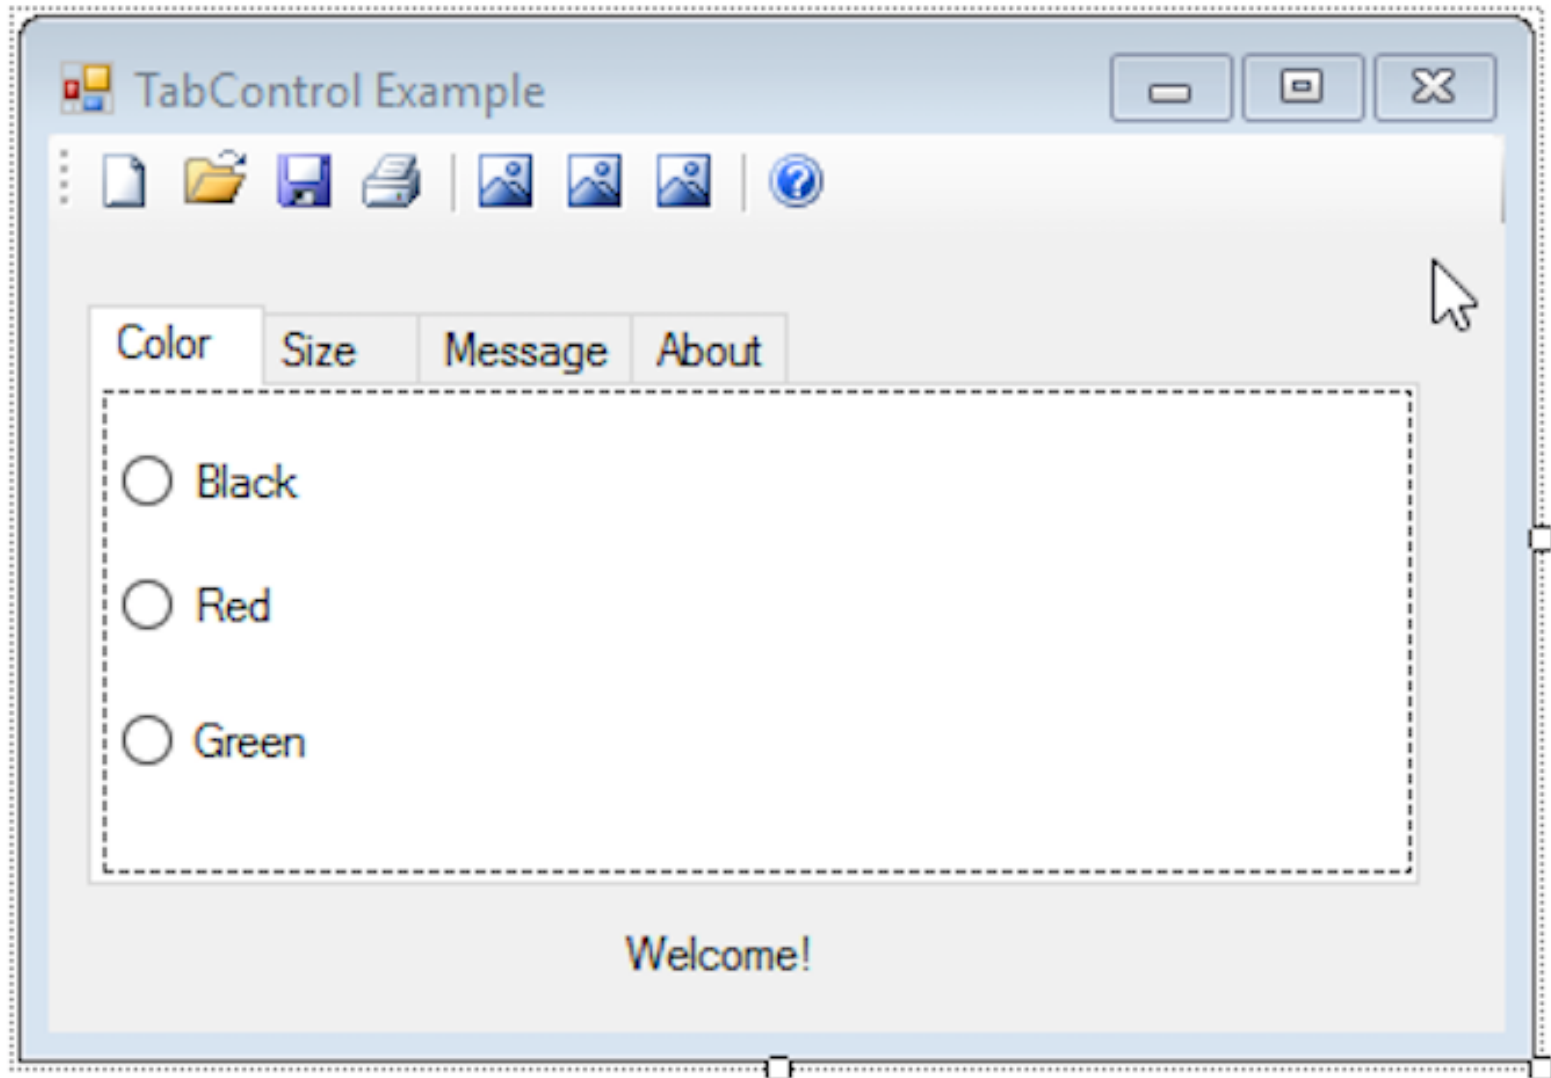 TabControl Example
Color Size Message About
Black
Red
Green
Welcome!